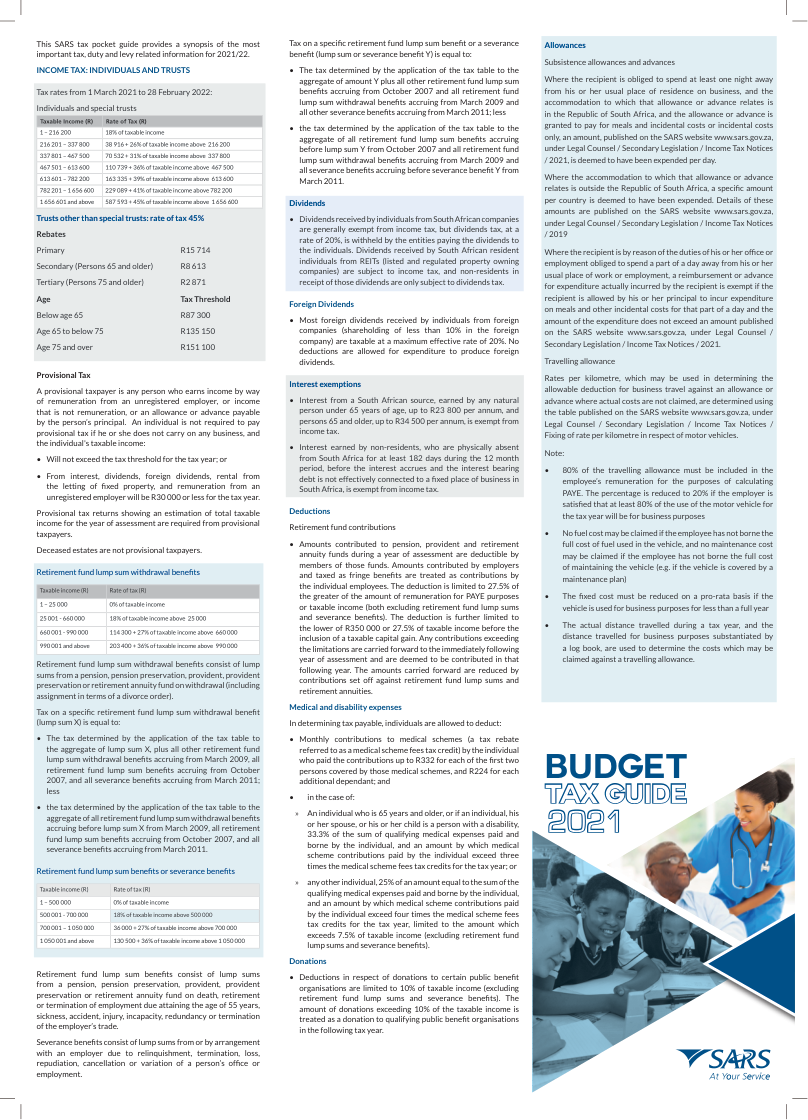 This SARS tax pocket guide provides a synopsis of the most
important tax, duty and levy related information for 2021/22.
INCOME TAX: INDIVIDUALS AND TRUSTS
Tax rates from 1 March 2021 to 28 February 2022:
Individuals and special trusts
Taxable Income (R) Rate of Tax (R)
1 – 216 200 18% of taxable income
216 201 – 337 800 38 916 + 26% of taxable income above 216 200
337 801 – 467 500 70 532 + 31% of taxable income above 337 800
467 501 – 613 600 110 739 + 36% of taxable income above 467 500
613 601 – 782 200 163 335 + 39% of taxable income above 613 600
782 201 – 1 656 600 229 089 + 41% of taxable income above 782 200
1 656 601 and above 587 593 + 45% of taxable income above 1 656 600
Trusts other than special trusts: rate of tax 45%
Rebates
Primary R15 714
Secondary (Persons 65 and older) R8 613
Tertiary (Persons 75 and older) R2 871
Age Tax Threshold
Below age 65 R87 300
Age 65 to below 75 R135 150
Age 75 and over R151 100
Provisional Tax
A provisional taxpayer is any person who earns income by way
of remuneration from an unregistered employer, or income
that is not remuneration, or an allowance or advance payable
by the person's principal. An individual is not required to pay
provisional tax if he or she does not carry on any business, and
the individual's taxable income:
• Will not exceed the tax threshold for the tax year; or
• From interest, dividends, foreign dividends, rental from
the letting of fixed property, and remuneration from an
unregistered employer will be R30 000 or less for the tax year.
Provisional tax returns showing an estimation of total taxable
income for the year of assessment are required from provisional
taxpayers.
Deceased estates are not provisional taxpayers.
Retirement fund lump sum withdrawal benefits
Taxable income (R) Rate of tax (R)
1 – 25 000 0% of taxable income
25 001 - 660 000 18% of taxable income above 25 000
660 001 - 990 000 114 300 + 27% of taxable income above 660 000
990 001 and above 203 400 + 36% of taxable income above 990 000
Retirement fund lump sum withdrawal benefits consist of lump
sums from a pension, pension preservation, provident, provident
preservation or retirement annuity fund on withdrawal (including
assignment in terms of a divorce order).
Tax on a specific retirement fund lump sum withdrawal benefit
(lump sum X) is equal to:
• The tax determined by the application of the tax table to
the aggregate of lump sum X, plus all other retirement fund
lump sum withdrawal benefits accruing from March 2009, all
retirement fund lump sum benefits accruing from October
2007, and all severance benefits accruing from March 2011;
less
• the tax determined by the application of the tax table to the
aggregate of all retirement fund lump sum withdrawal benefits
accruing before lump sum X from March 2009, all retirement
fund lump sum benefits accruing from October 2007, and all
severance benefits accruing from March 2011.
Retirement fund lump sum benefits or severance benefits
Taxable income (R) Rate of tax (R)
1 – 500 000 0% of taxable income
500 001 - 700 000 18% of taxable income above 500 000
700 001 – 1 050 000 36 000 + 27% of taxable income above 700 000
1 050 001 and above 130 500 + 36% of taxable income above 1 050 000
Retirement fund lump sum benefits consist of lump sums
from a pension, pension preservation, provident, provident
preservation or retirement annuity fund on death, retirement
or termination of employment due attaining the age of 55 years,
sickness, accident, injury, incapacity, redundancy or termination
of the employer's trade.
Severance benefits consist of lump sums from or by arrangement
with an employer due to relinquishment, termination, loss,
repudiation, cancellation or variation of a person's office or
employment.
Tax on a specific retirement fund lump sum benefit or a severance
benefit (lump sum or severance benefit Y) is equal to:
• The tax determined by the application of the tax table to the
aggregate of amount Y plus all other retirement fund lump sum
benefits accruing from October 2007 and all retirement fund
lump sum withdrawal benefits accruing from March 2009 and
all other severance benefits accruing from March 2011; less
• the tax determined by the application of the tax table to the
aggregate of all retirement fund lump sum benefits accruing
before lump sum Y from October 2007 and all retirement fund
lump sum withdrawal benefits accruing from March 2009 and
all severance benefits accruing before severance benefit Y from
March 2011.
Dividends
• Dividends received by individuals from South African companies
are generally exempt from income tax, but dividends tax, at a
rate of 20%, is withheld by the entities paying the dividends to
the individuals. Dividends received by South African resident
individuals from REITs (listed and regulated property owning
companies) are subject to income tax, and non-residents in
receipt of those dividends are only subject to dividends tax.
Foreign Dividends
• Most foreign dividends received by individuals from foreign
companies (shareholding of less than 10% in the foreign
company) are taxable at a maximum effective rate of 20%. No
deductions are allowed for expenditure to produce foreign
dividends.
Interest exemptions
• Interest from a South African source, earned by any natural
person under 65 years of age, up to R23 800 per annum, and
persons 65 and older, up to R34 500 per annum, is exempt from
income tax.
• Interest earned by non-residents, who are physically absent
from South Africa for at least 182 days during the 12 month
period, before the interest accrues and the interest bearing
debt is not effectively connected to a fixed place of business in
South Africa, is exempt from income tax.
Deductions
Retirement fund contributions
• Amounts contributed to pension, provident and retirement
annuity funds during a year of assessment are deductible by
members of those funds. Amounts contributed by employers
and taxed as fringe benefits are treated as contributions by
the individual employees. The deduction is limited to 27.5% of
the greater of the amount of remuneration for PAYE purposes
or taxable income (both excluding retirement fund lump sums
and severance benefits). The deduction is further limited to
the lower of R350 000 or 27.5% of taxable income before the
inclusion of a taxable capital gain. Any contributions exceeding
the limitations are carried forward to the immediately following
year of assessment and are deemed to be contributed in that
following year. The amounts carried forward are reduced by
contributions set off against retirement fund lump sums and
retirement annuities.
Medical and disability expenses
In determining tax payable, individuals are allowed to deduct:
• Monthly contributions to medical schemes (a tax rebate
referred to as a medical scheme fees tax credit) by the individual
who paid the contributions up to R332 for each of the first two
persons covered by those medical schemes, and R224 for each
additional dependant; and
• in the case of:
» An individual who is 65 years and older, or if an individual, his
or her spouse, or his or her child is a person with a disability,
33.3% of the sum of qualifying medical expenses paid and
borne by the individual, and an amount by which medical
scheme contributions paid by the individual exceed three
times the medical scheme fees tax credits for the tax year; or
» any other individual, 25% of an amount equal to the sum of the
qualifying medical expenses paid and borne by the individual,
and an amount by which medical scheme contributions paid
by the individual exceed four times the medical scheme fees
tax credits for the tax year, limited to the amount which
exceeds 7.5% of taxable income (excluding retirement fund
lump sums and severance benefits).
Donations
• Deductions in respect of donations to certain public benefit
organisations are limited to 10% of taxable income (excluding
retirement fund lump sums and severance benefits). The
amount of donations exceeding 10% of the taxable income is
treated as a donation to qualifying public benefit organisations
in the following tax year.
Allowances
Subsistence allowances and advances
Where the recipient is obliged to spend at least one night away
from his or her usual place of residence on business, and the
accommodation to which that allowance or advance relates is
in the Republic of South Africa, and the allowance or advance is
granted to pay for meals and incidental costs or incidental costs
only, an amount, published on the SARS website www.sars.gov.za,
under Legal Counsel / Secondary Legislation / Income Tax Notices
/ 2021, is deemed to have been expended per day.
Where the accommodation to which that allowance or advance
relates is outside the Republic of South Africa, a specific amount
per country is deemed to have been expended. Details of these
amounts are published on the SARS website www.sars.gov.za,
under Legal Counsel / Secondary Legislation / Income Tax Notices
/ 2019
Where the recipient is by reason of the duties of his or her office or
employment obliged to spend a part of a day away from his or her
usual place of work or employment, a reimbursement or advance
for expenditure actually incurred by the recipient is exempt if the
recipient is allowed by his or her principal to incur expenditure
on meals and other incidental costs for that part of a day and the
amount of the expenditure does not exceed an amount published
on the SARS website www.sars.gov.za, under Legal Counsel /
Secondary Legislation / Income Tax Notices / 2021.
Travelling allowance
Rates per kilometre, which may be used in determining the
allowable deduction for business travel against an allowance or
advance where actual costs are not claimed, are determined using
the table published on the SARS website www.sars.gov.za, under
Legal Counsel / Secondary Legislation / Income Tax Notices /
Fixing of rate per kilometre in respect of motor vehicles.
Note:
• 80% of the travelling allowance must be included in the
employee's remuneration for the purposes of calculating
PAYE. The percentage is reduced to 20% if the employer is
satisfied that at least 80% of the use of the motor vehicle for
the tax year will be for business purposes
• No fuel cost may be claimed if the employee has not borne the
full cost of fuel used in the vehicle, and no maintenance cost
may be claimed if the employee has not borne the full cost
of maintaining the vehicle (e.g. if the vehicle is covered by a
maintenance plan)
• The fixed cost must be reduced on a pro-rata basis if the
vehicle is used for business purposes for less than a full year
• The actual distance travelled during a tax year, and the
distance travelled for business purposes substantiated by
a log book, are used to determine the costs which may be
claimed against a travelling allowance.
BUDGET
TAX GUIDE
2021
SARS
At Your Service